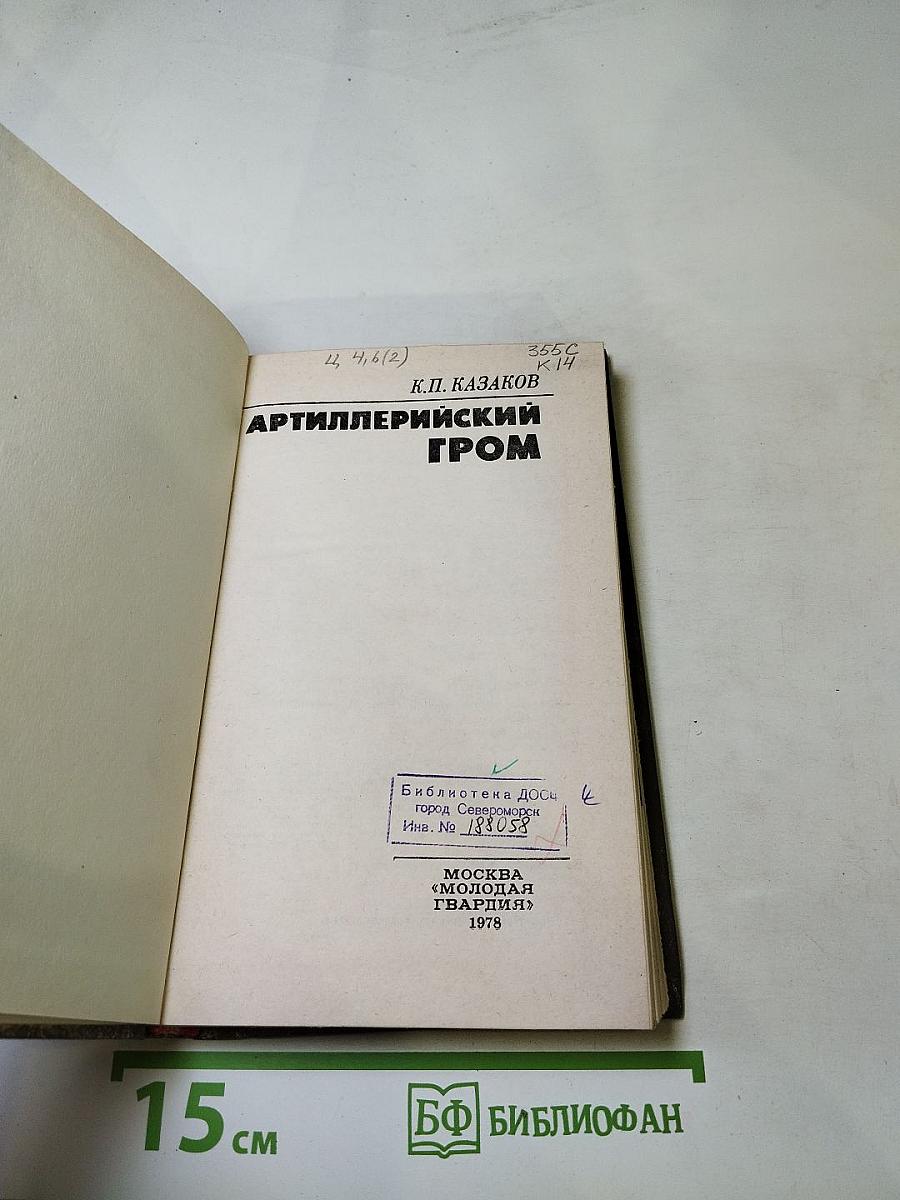 Ц 4,6(2)
355С
К14
К.П. КАЗАКОВ
АРТИЛЛЕРИЙСКИЙ
ГРОМ
Библиотека
город Североморск
Инв. № 188058
МОСКВА
«МОЛОДАЯ
ГВАРДИЯ»
1978
15 см
БФ БИБЛИОФАН